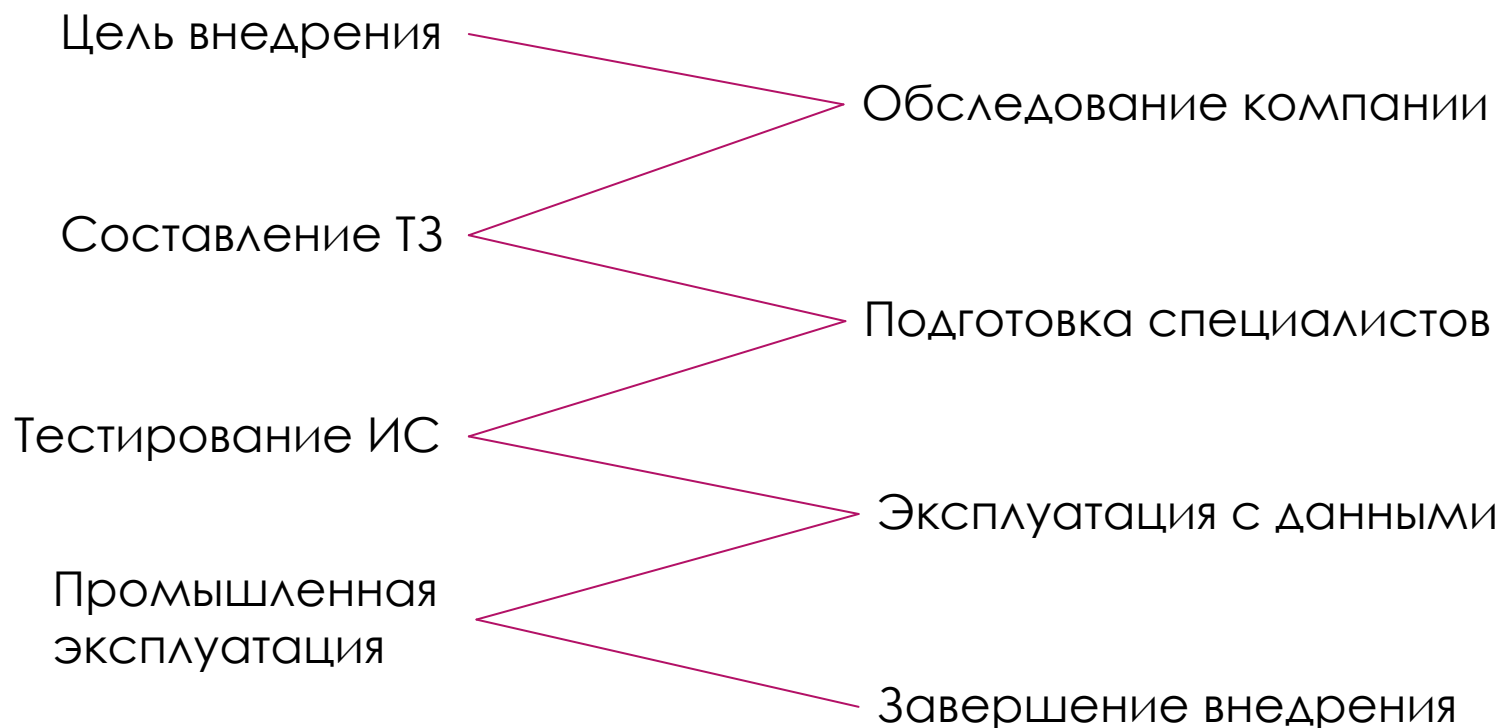 Цель внедрения
Обследование компании
Составление ТЗ
Подготовка специалистов
Тестирование ИС
Эксплуатация с данными
Промышленная
эксплуатация
Завершение внедрения